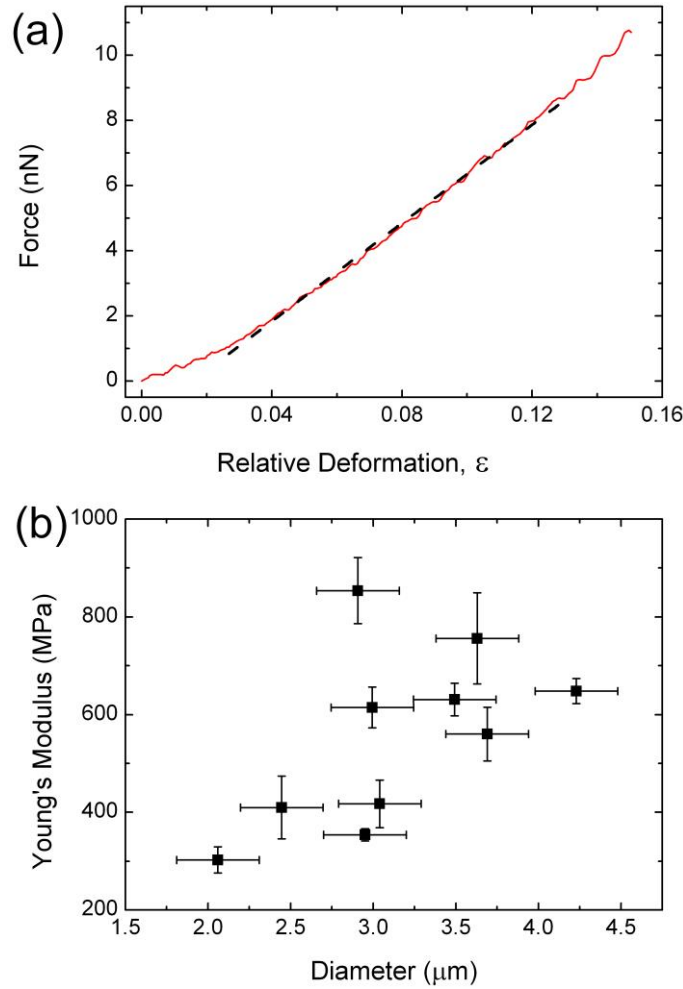 (a)
Force (nN)
10
8
6
4
2
0
0.00 0.04 0.08 0.12 0.16
Relative Deformation, ε
(b)
Young's Modulus (MPa)
1000
800
600
400
200
1.5 2.0 2.5 3.0 3.5 4.0 4.5
Diameter (μm)